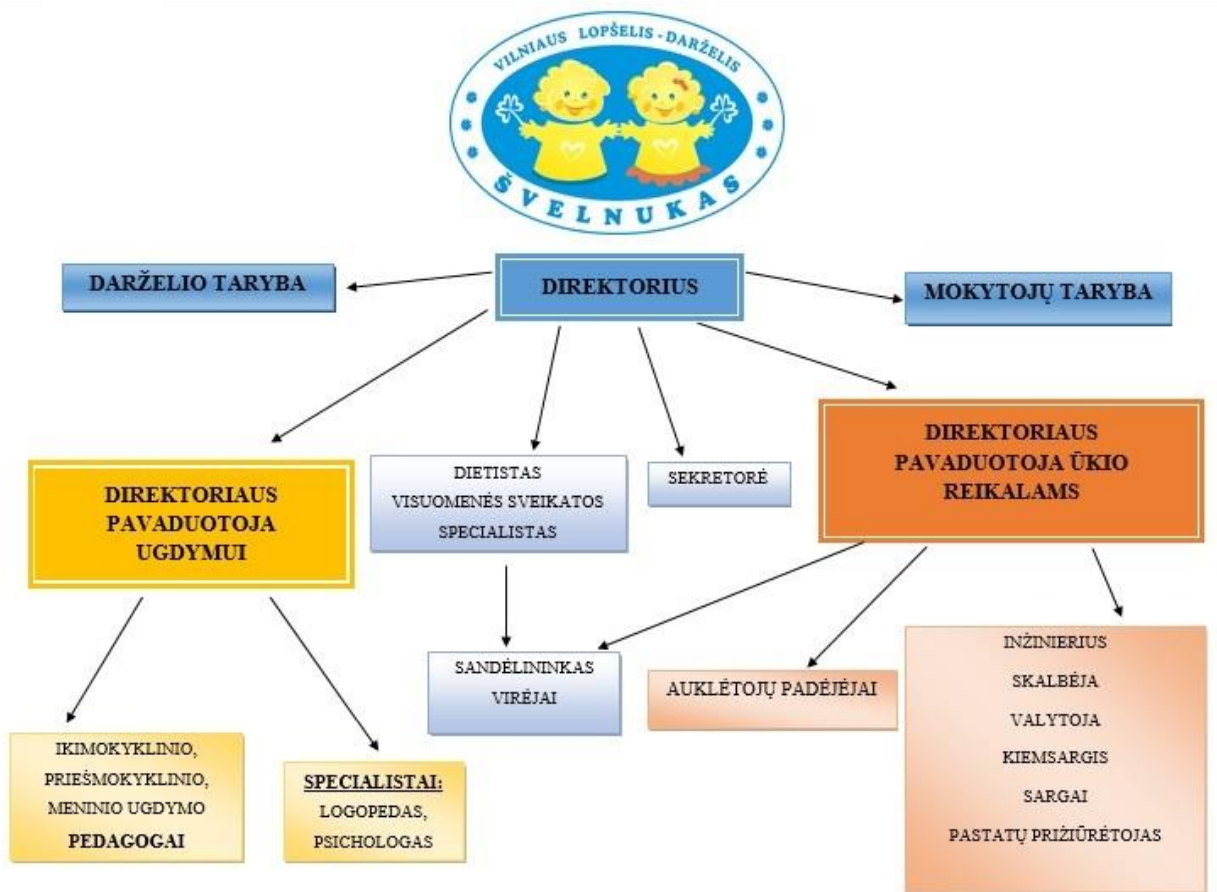 VILNIAUS LOPŠELIS - DARŽELIS
ŠVELNUKAS
DARŽELIO TARYBA
DIREKTORIUS
MOKYTOJŲ TARYBA
DIREKTORIAUS
PAVADUOTOJA
UGDYMUI
DIETISTAS
VISUOMENĖS SVEIKATOS
SPECIALISTAS
SEKRETORĖ
DIREKTORIAUS
PAVADUOTOJA ŪKIO
REIKALAMS
IKIMOKYKLINIO,
PRIEŠMOKYKLINIO,
MENINIO UGDYMO
PEDAGOGAI
SPECIALISTAI:
LOGOPEDAS,
PSICHOLOGAS
SANDĖLININKAS
VIRĖJAI
AUKLĖTOJŲ PADĖJĖJAI
INŽINIERIUS
SKALBĖJA
VALYTOJA
KIEMSARGIS
SARGAI
PASTATŲ PRIŽIŪRĖTOJAS